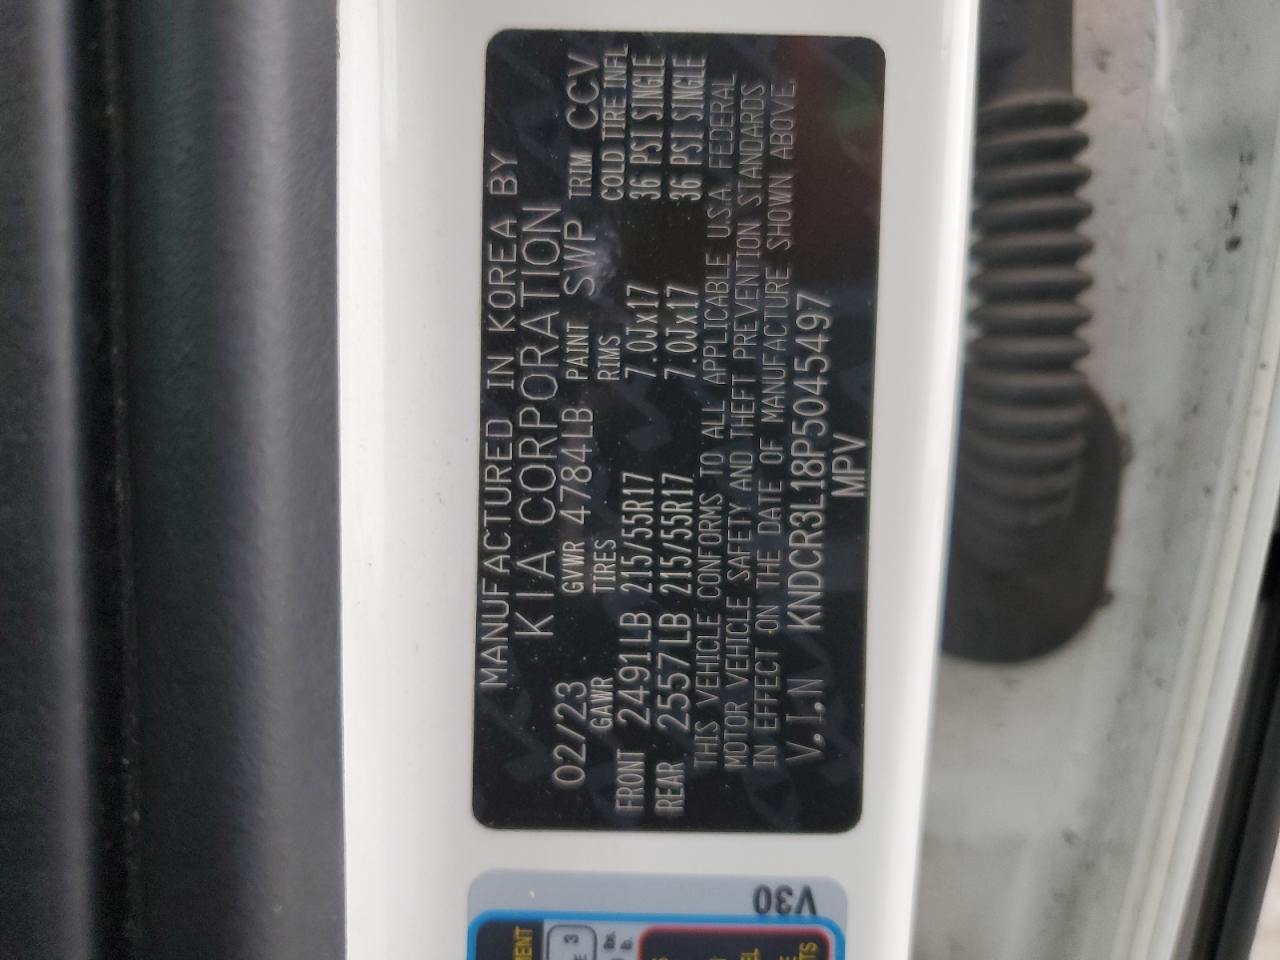 MANUFACTURED IN KOREA BY
KIA CORPORATION
02/23 GVWR 4784LB PAINT SWP TRIM CCV
GAWR TIRES RIMS COLD TIRE INFL
FRONT 2491LB 215/55R17 7.0Jx17 36 PSI SINGLE
REAR 2557LB 215/55R17 7.0Jx17 36 PSI SINGLE
THIS VEHICLE CONFORMS TO ALL APPLICABLE U.S.A. FEDERAL
MOTOR VEHICLE SAFETY AND THEFT PREVENTION STANDARDS
IN EFFECT ON THE DATE OF MANUFACTURE SHOWN ABOVE.
V.I.N KNDCR3L18P5045497
MPV
V30
3